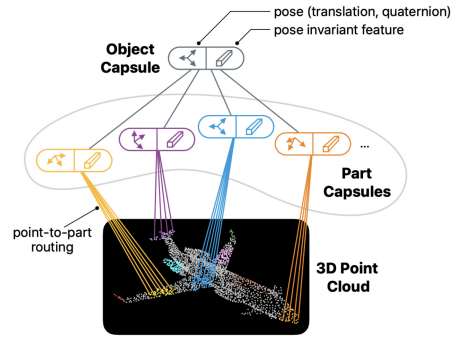 pose (translation, quaternion)
pose invariant feature
Object
Capsule
...
Part
Capsules
point-to-part
routing
3D Point
Cloud